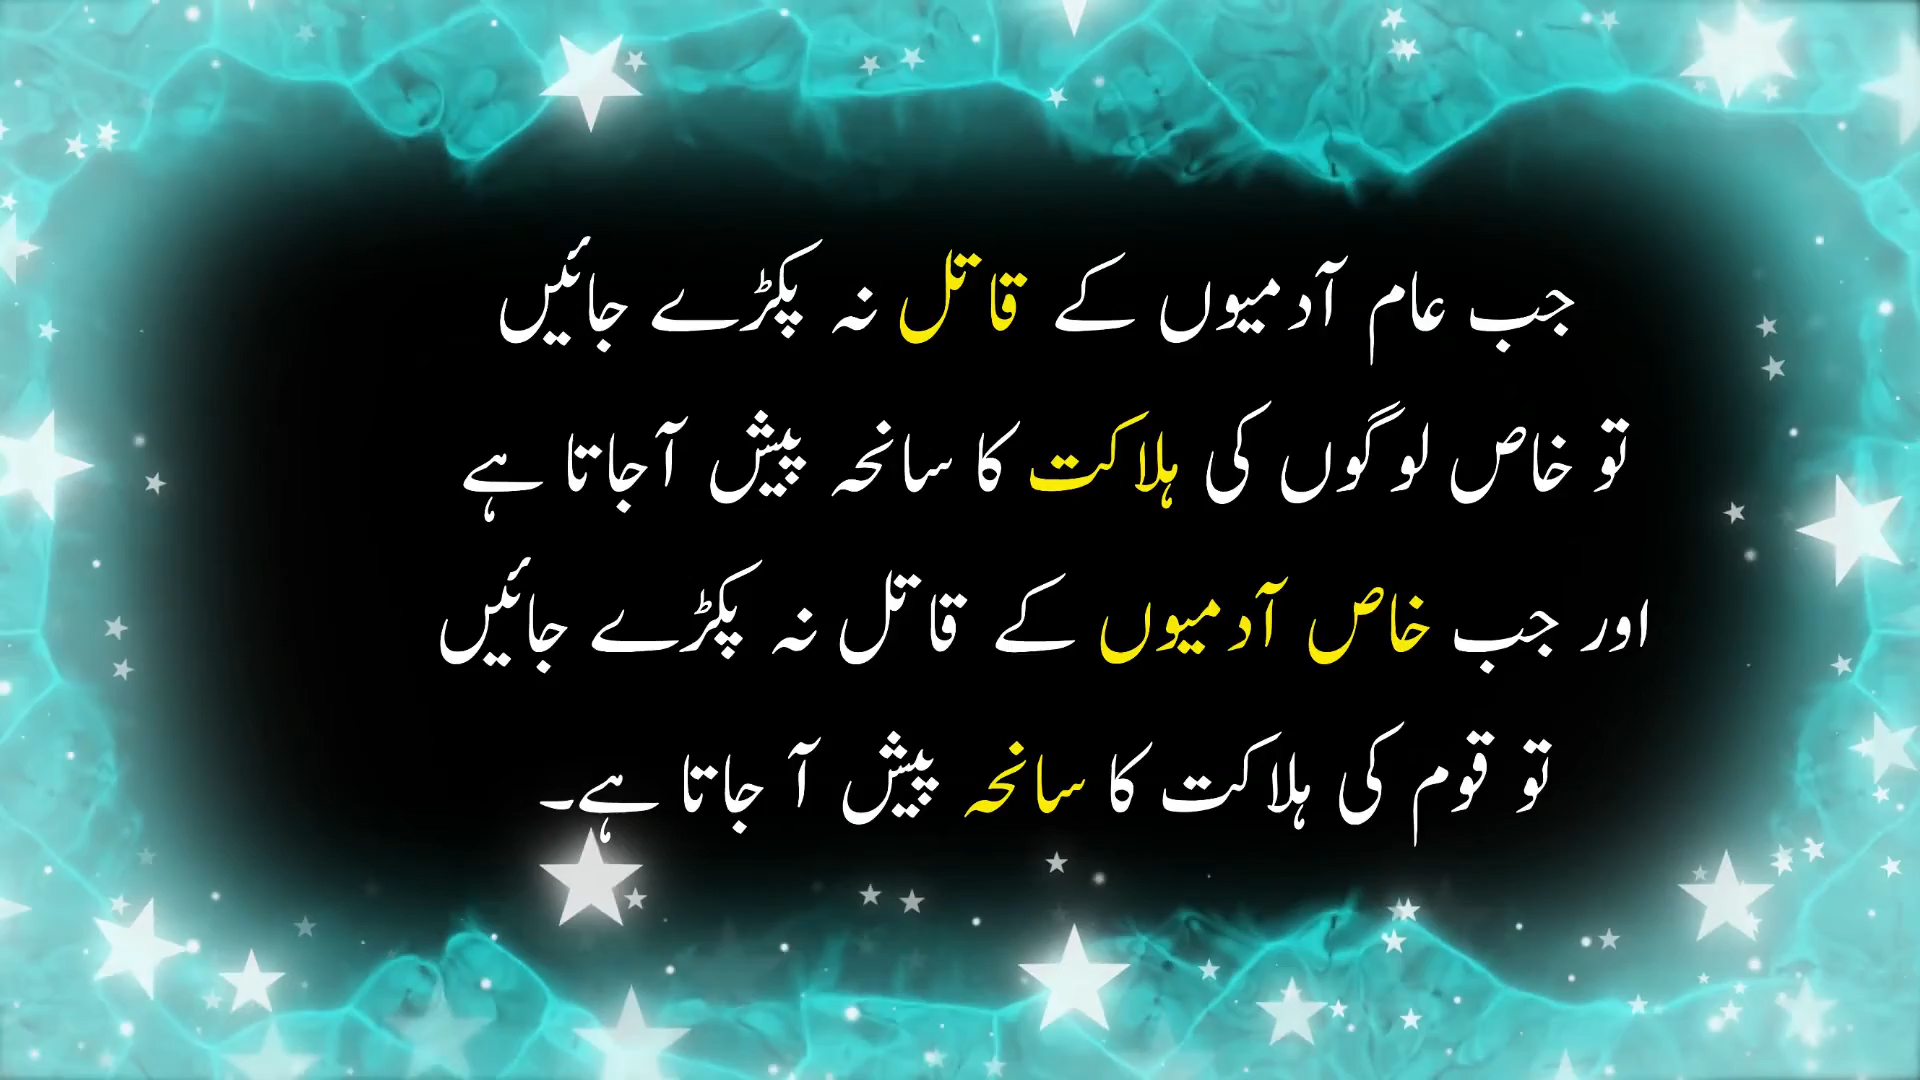 جب عام آدمیوں کے قاتل نہ پکڑے جائیں
تو خاص لوگوں کی ہلاکت کا سانحہ پیش آجاتا ہے
اور جب خاص آدمیوں کے قاتل نہ پکڑے جائیں
تو قوم کی ہلاکت کا سانحہ پیش آ جاتا ہے۔